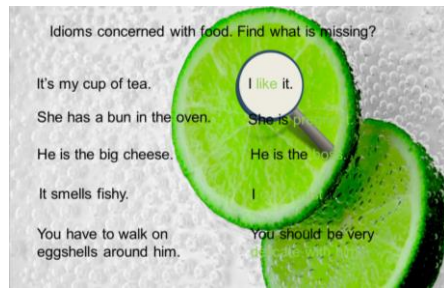 Idioms concerned with food. Find what is missing?
It's my cup of tea. I like it.
She has a bun in the oven. She is
He is the big cheese. He is the
It smells fishy. I
You have to walk on You should be very
eggshells around him.